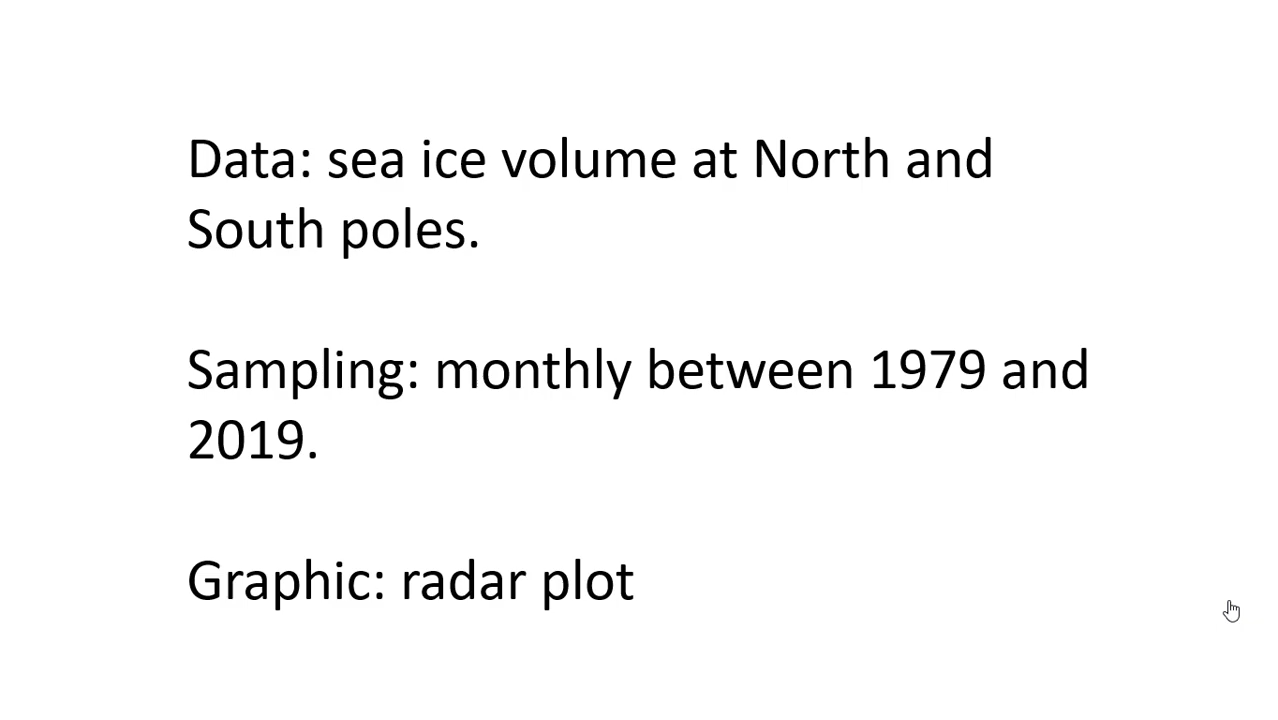 Data: sea ice volume at North and
South poles.
Sampling: monthly between 1979 and
2019.
Graphic: radar plot